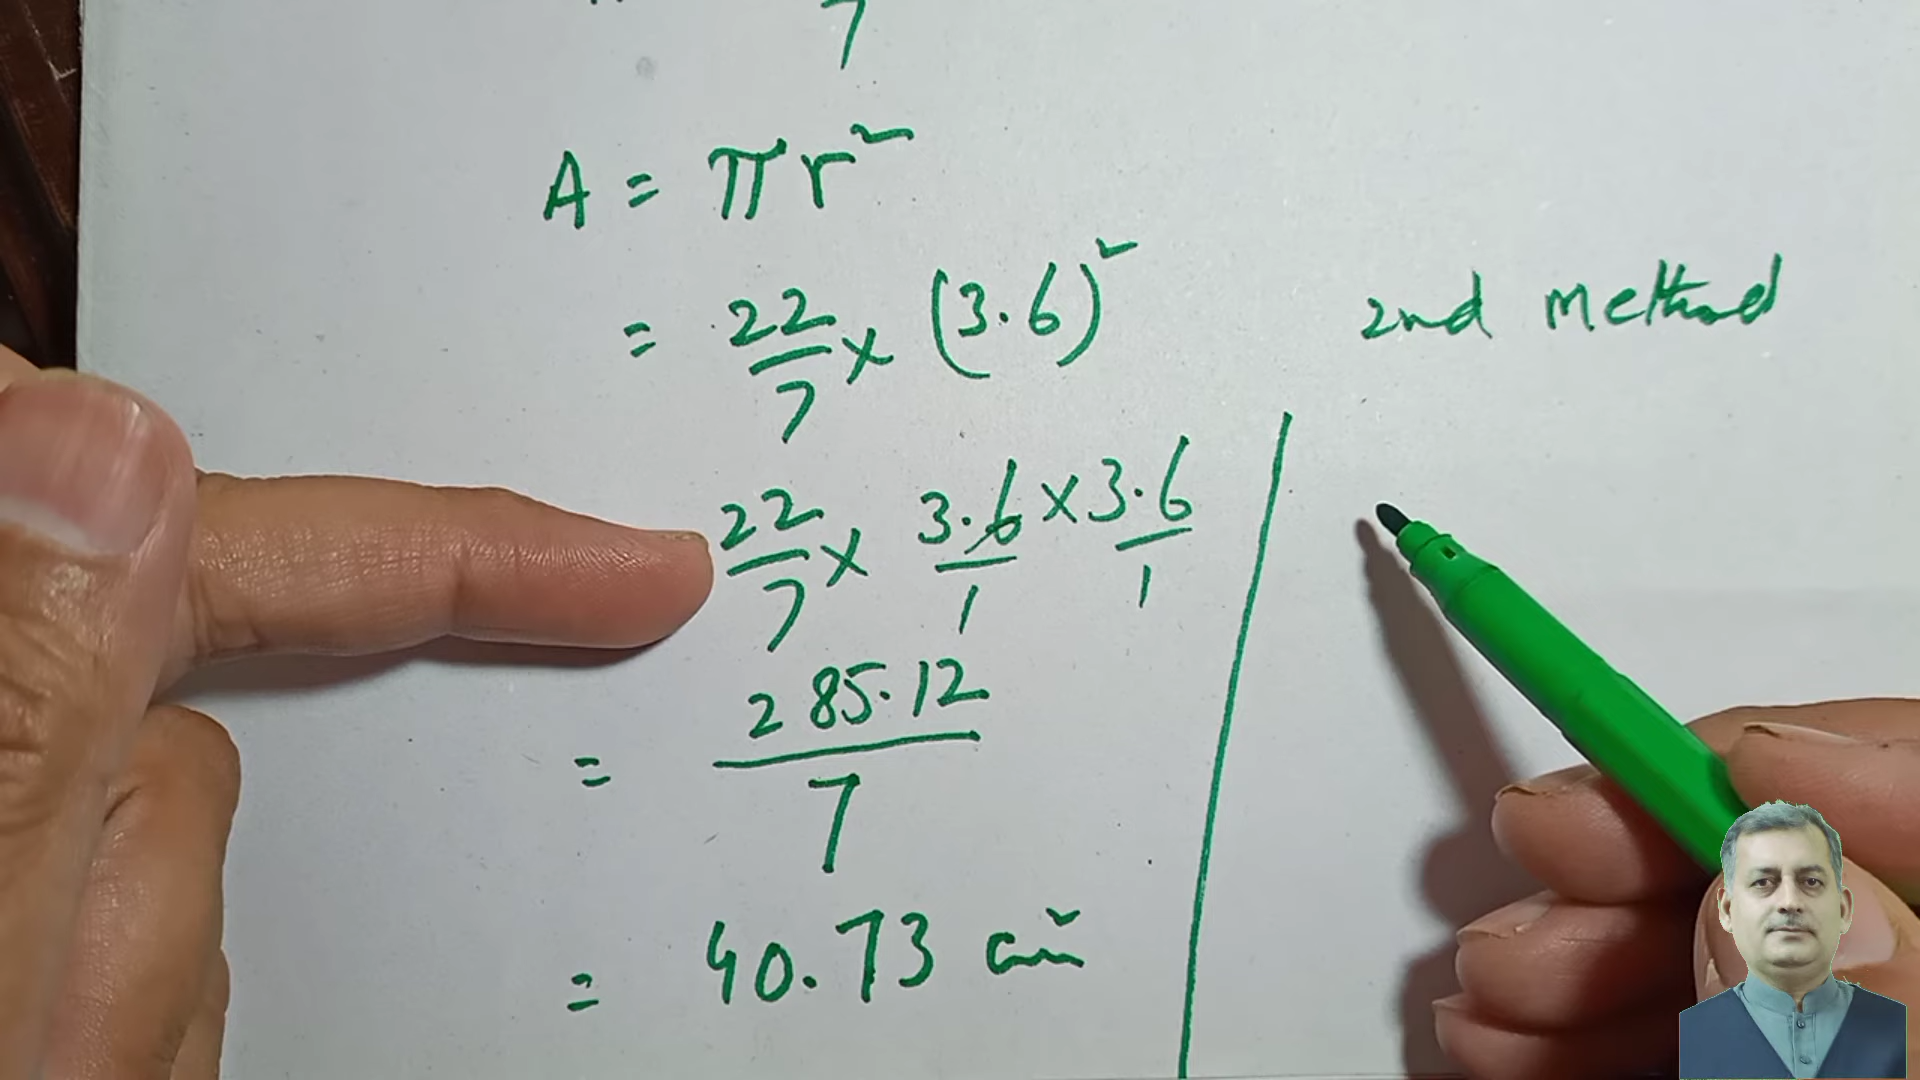 7
A = πr²
= 22/7 × (3.6)²
2nd method
22/7 × 3.6/1 × 3.6/1
= 285.12/7
= 40.73 cm²